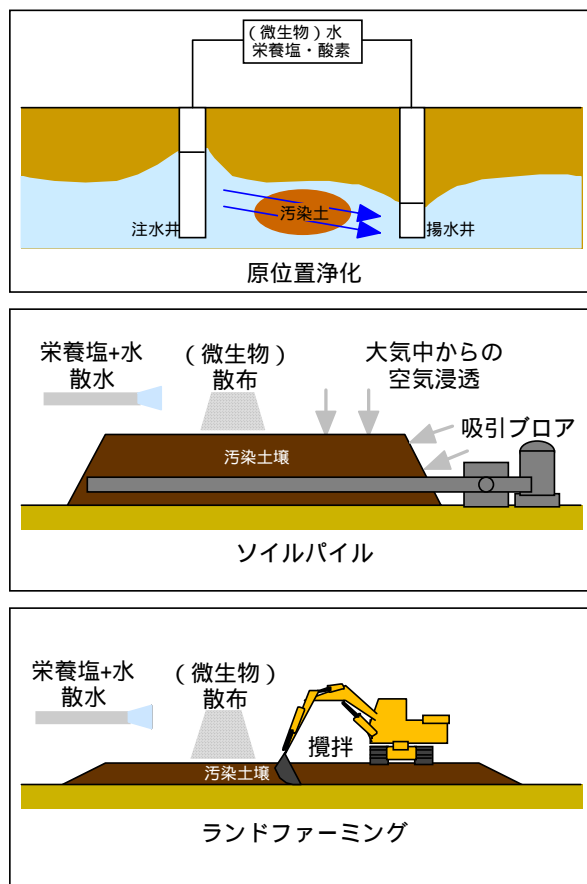 （微生物）水
栄養塩・酸素
注水井
汚染土
揚水井
原位置浄化
栄養塩+水
散水
（微生物）
散布
大気中からの
空気浸透
吸引ブロア
汚染土壌
ソイルパイル
栄養塩+水
散水
（微生物）
散布
攪拌
汚染土壌
ランドファーミング